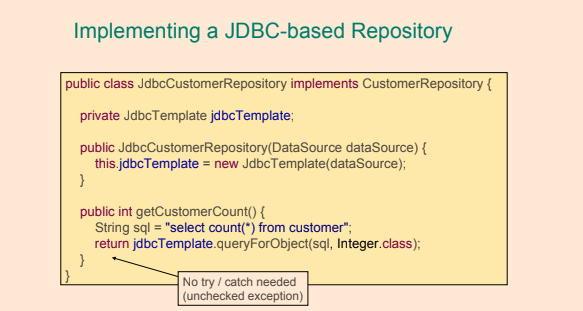 Implementing a JDBC-based Repository
public class JdbcCustomerRepository implements CustomerRepository {
private JdbcTemplate jdbcTemplate;
public JdbcCustomerRepository(DataSource dataSource) {
this.jdbcTemplate = new JdbcTemplate(dataSource);
}
public int getCustomerCount() {
String sql = "select count(*) from customer";
return jdbcTemplate.queryForObject(sql, Integer.class);
}
}
No try / catch needed
(unchecked exception)